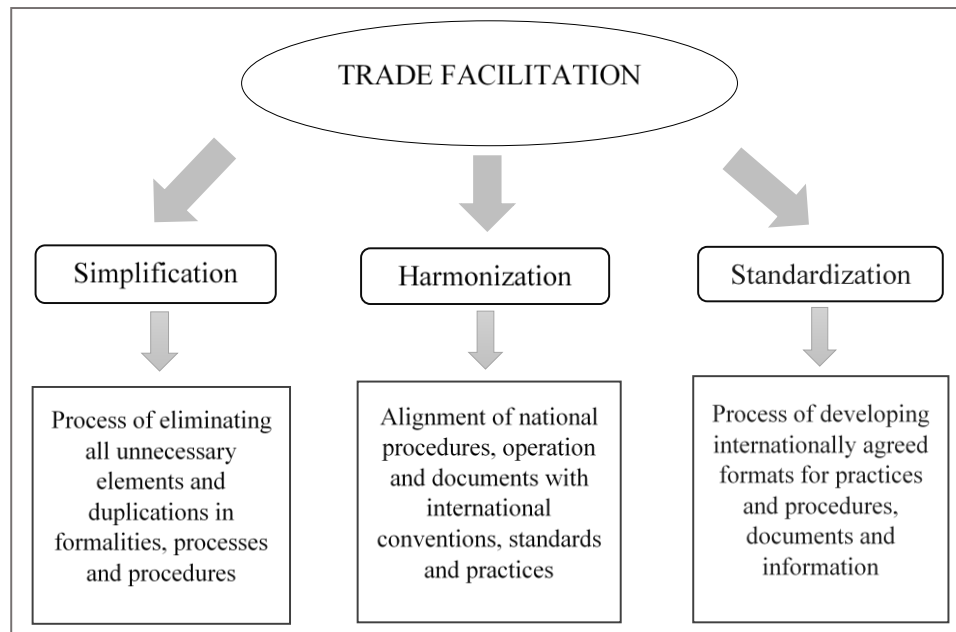 TRADE FACILITATION
Simplification
Harmonization
Standardization
Process of eliminating
all unnecessary
elements and
duplications in
formalities, processes
and procedures
Alignment of national
procedures, operation
and documents with
international
conventions, standards
and practices
Process of developing
internationally agreed
formats for practices
and procedures,
documents and
information